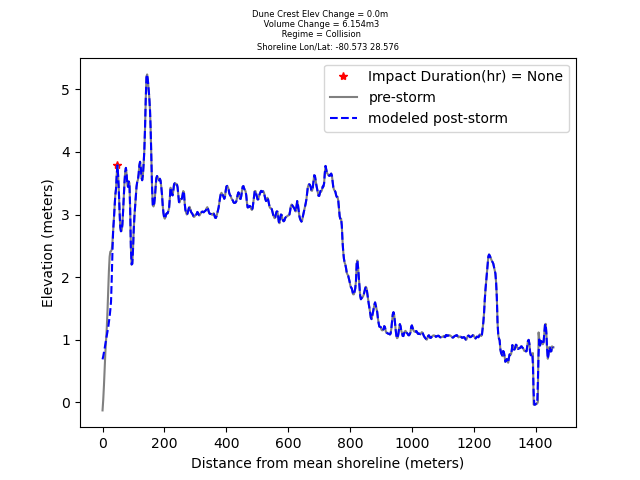 Dune Crest Elev Change = 0.0m
Volume Change = 6.154m3
Regime = Collision
Shoreline Lon/Lat: -80.573 28.576
Impact Duration(hr) = None
pre-storm
modeled post-storm
Elevation (meters)
5
4
3
2
1
0
0 200 400 600 800 1000 1200 1400
Distance from mean shoreline (meters)